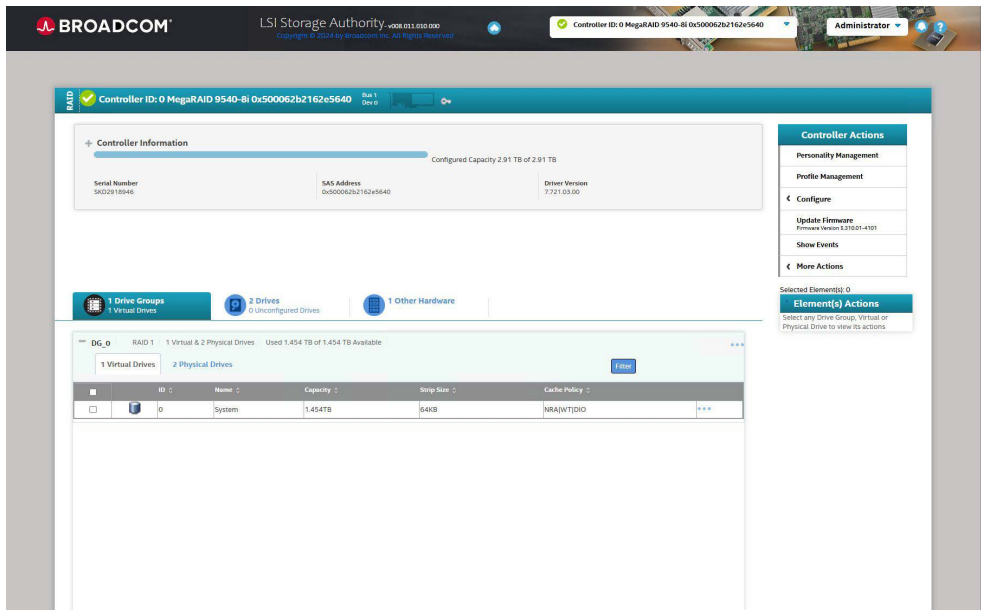 BROADCOM®
LSI Storage Authority v008.011.010.000
Copyright © 2024 by Broadcom Inc. All Rights Reserved
Controller ID: 0 MegaRAID 9540-8i 0x500062b2162e5640
Administrator
?
RAID
Controller ID: 0 MegaRAID 9540-8i 0x500062b2162e5640
Bus 1
Dev 0
Controller Information
Configured Capacity 2.91 TB of 2.91 TB
Serial Number
SAS Address
Driver Version
SKD2918946
0x500062b2162e5640
7.721.03.00
Controller Actions
Personality Management
Profile Management
Configure
Update Firmware
Firmware Version 5.310.01-4101
Show Events
More Actions
Selected Element(s): 0
Element(s) Actions
Select any Drive Group, Virtual or
Physical Drive to view its actions
1 Drive Groups
1 Virtual Drives
2 Drives
0 Unconfigured Drives
1 Other Hardware
DG_0 RAID 1 1 Virtual & 2 Physical Drives Used 1.454 TB of 1.454 TB Available
1 Virtual Drives 2 Physical Drives
Filter
ID Name Capacity Strip Size Cache Policy
0 System 1.454TB 64KB NRA|WT|DIO